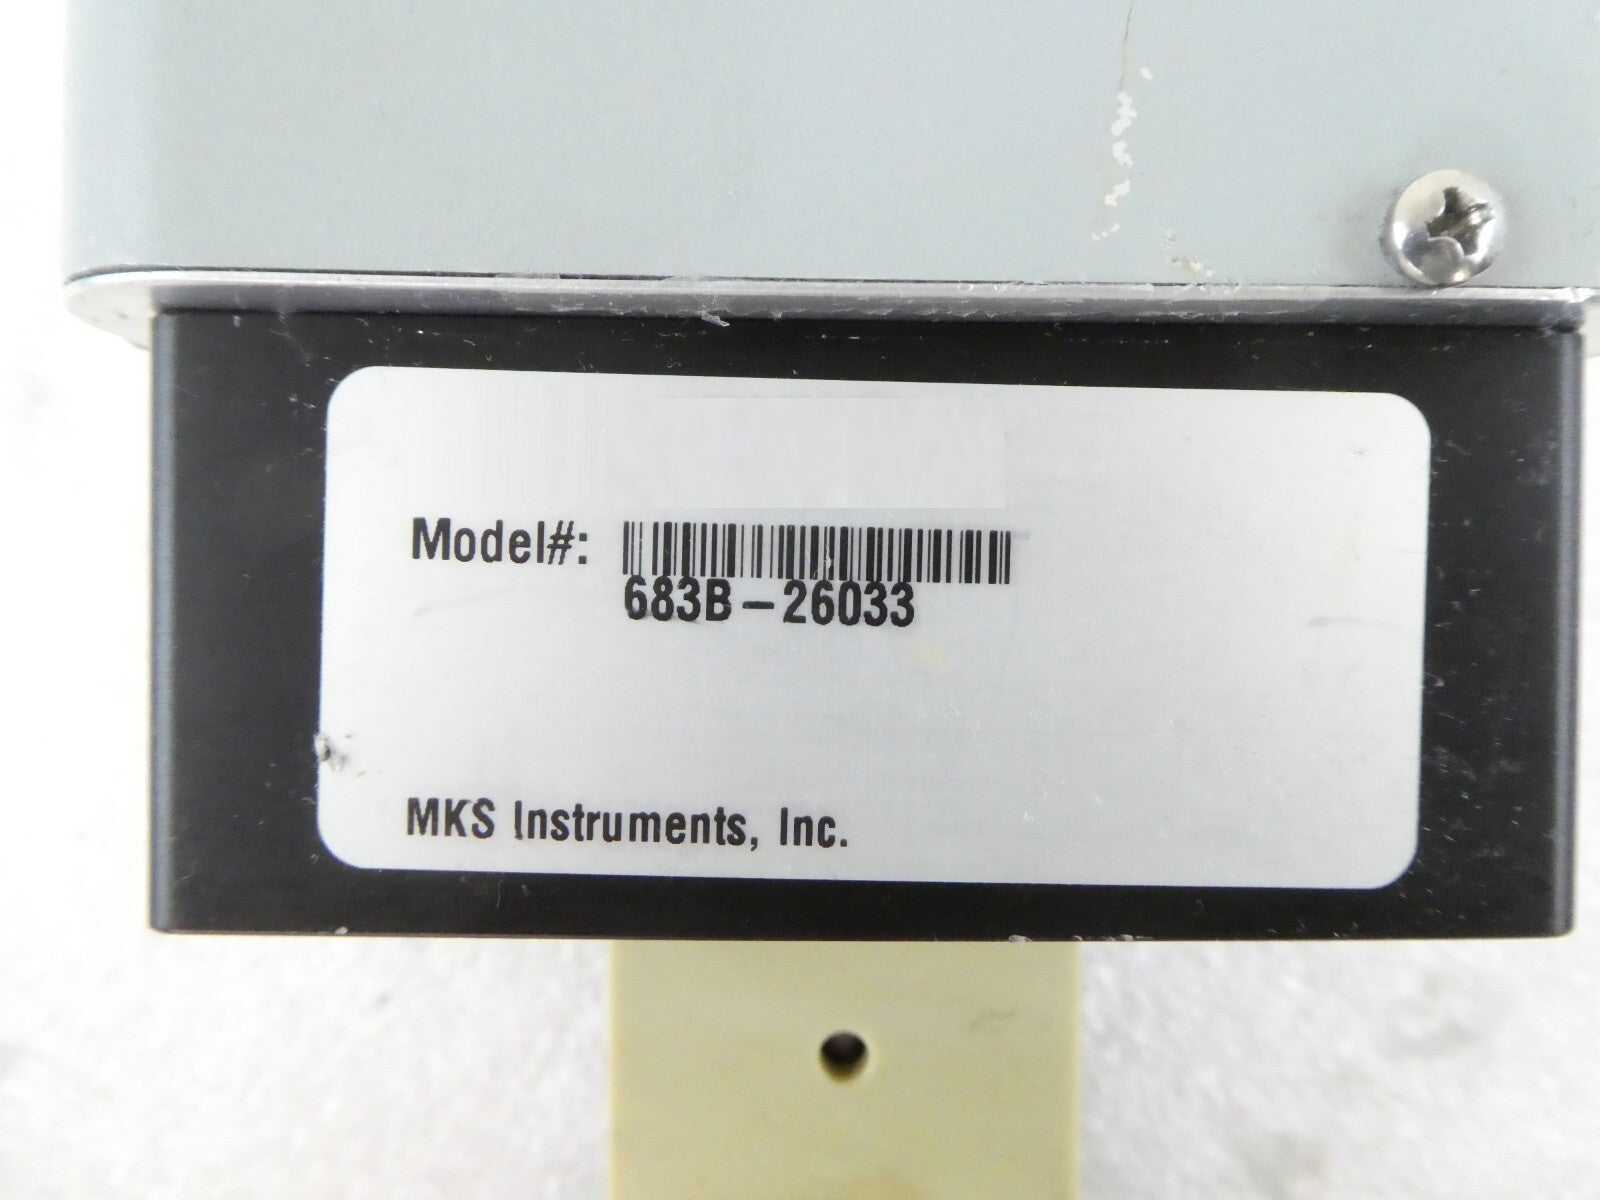 Model#:
683B-26033
MKS Instruments, Inc.